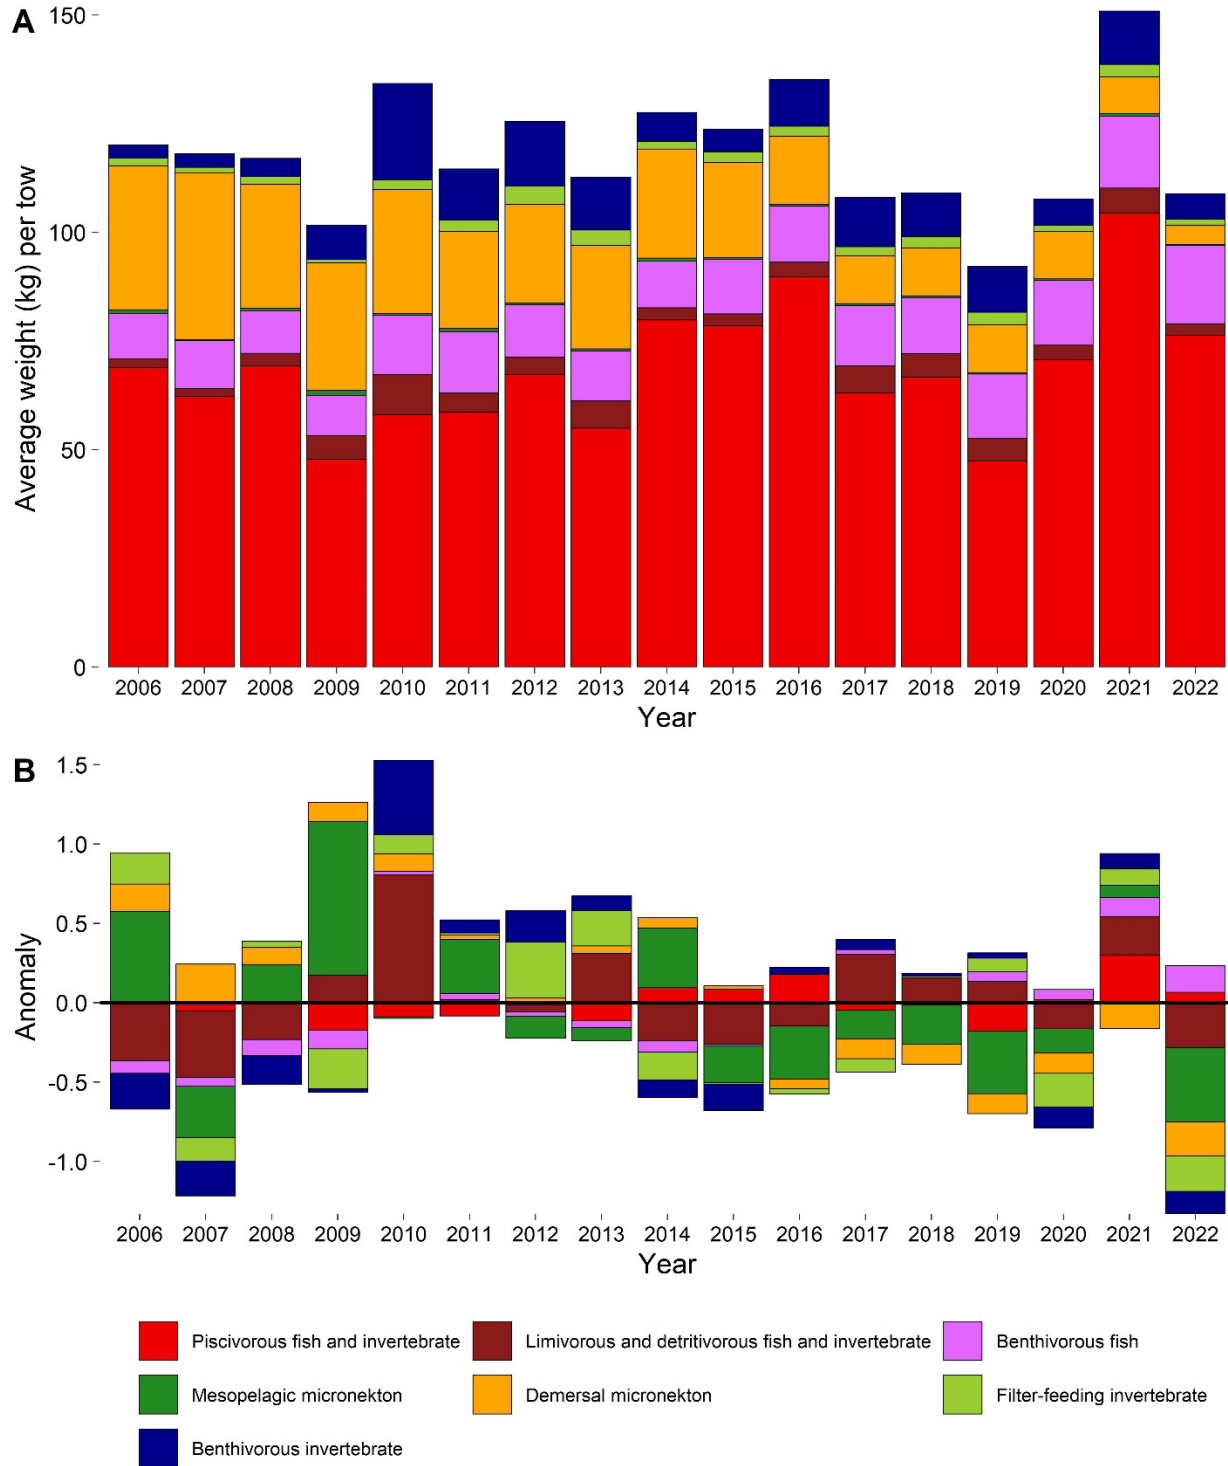 A
150
100
50
0
Average weight (kg) per tow
2006 2007 2008 2009 2010 2011 2012 2013 2014 2015 2016 2017 2018 2019 2020 2021 2022
Year
B
1.5
1.0
0.5
0.0
-0.5
-1.0
Anomaly
2006 2007 2008 2009 2010 2011 2012 2013 2014 2015 2016 2017 2018 2019 2020 2021 2022
Year
Piscivorous fish and invertebrate Limivorous and detritivorous fish and invertebrate Benthivorous fish
Mesopelagic micronekton Demersal micronekton Filter-feeding invertebrate
Benthivorous invertebrate